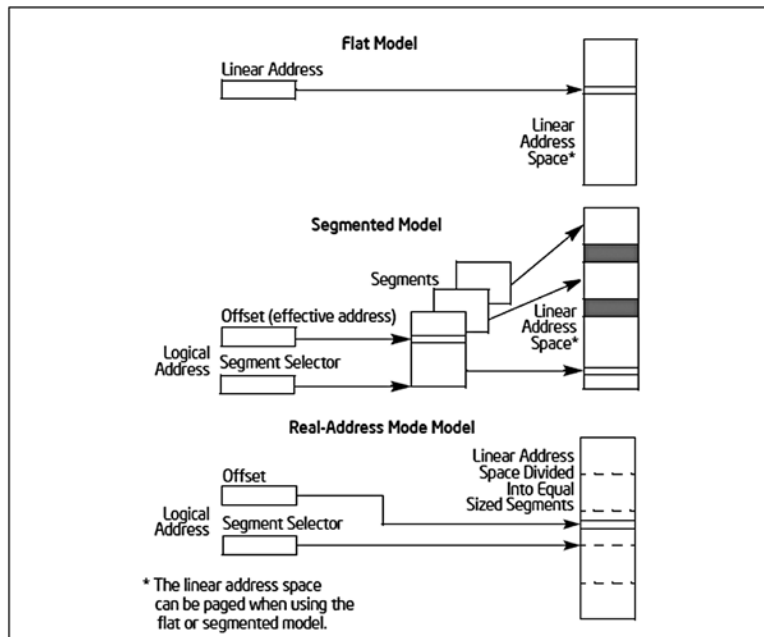 Flat Model
Linear Address
Linear
Address
Space*
Segmented Model
Segments
Offset (effective address)
Logical
Address
Segment Selector
Linear
Address
Space*
Real-Address Mode Model
Offset
Logical
Address
Segment Selector
Linear Address
Space Divided
Into Equal
Sized Segments
* The linear address space
can be paged when using the
flat or segmented model.